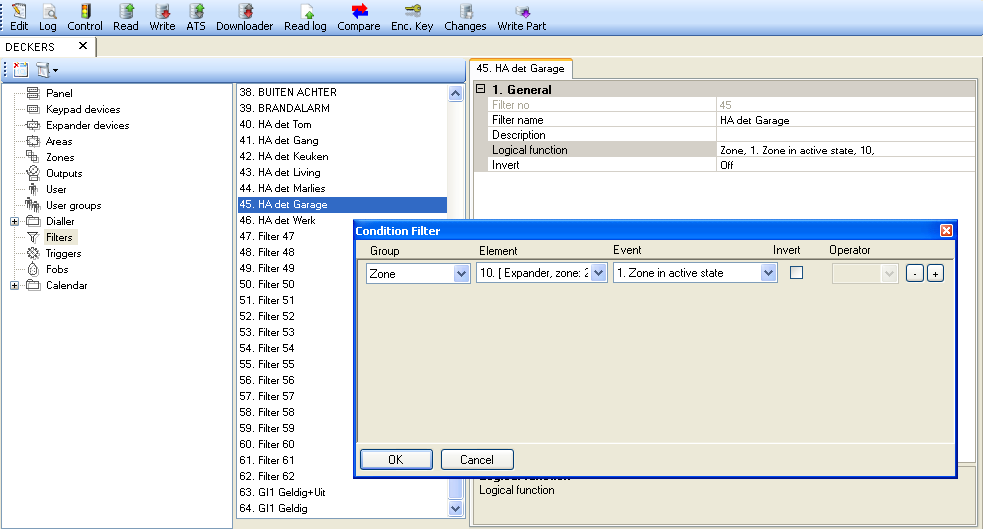 Edit Log Control Read Write ATS Downloader Read log Compare Enc. Key Changes Write Part
DECKERS
Panel
Keypad devices
Expander devices
Areas
Zones
Outputs
User
User groups
Dialler
Filters
Triggers
Fobs
Calendar
38. BUITEN ACHTER
39. BRANDALARM
40. HA det Tom
41. HA det Gang
42. HA det Keuken
43. HA det Living
44. HA det Marlies
45. HA det Garage
46. HA det Werk
47. Filter 47
48. Filter 48
49. Filter 49
50. Filter 50
51. Filter 51
52. Filter 52
53. Filter 53
54. Filter 54
55. Filter 55
56. Filter 56
57. Filter 57
58. Filter 58
59. Filter 59
60. Filter 60
61. Filter 61
62. Filter 62
63. GI1 Geldig+Uit
64. GI1 Geldig
45. HA det Garage
1. General
Filter no 45
Filter name HA det Garage
Description
Logical function Zone, 1. Zone in active state, 10,
Invert Off
Condition Filter
Group Element Event Invert Operator
Zone 10. [ Expander, zone: 2 1. Zone in active state - +
OK Cancel
Logical function
Logical function